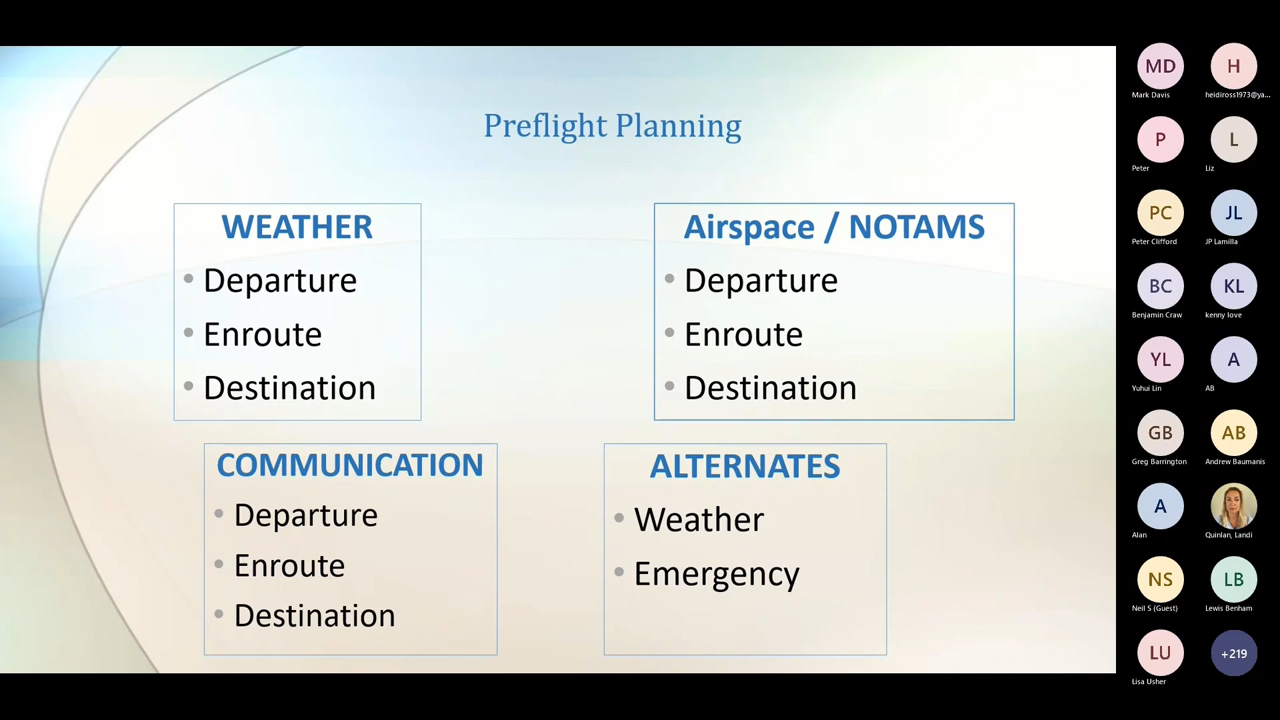 Preflight Planning
WEATHER
• Departure
• Enroute
• Destination
Airspace / NOTAMS
• Departure
• Enroute
• Destination
COMMUNICATION
• Departure
• Enroute
• Destination
ALTERNATES
• Weather
• Emergency
MD
Mark Davis
H
heidiross1973@ya...
P
Peter
L
Liz
PC
Peter Clifford
JL
JP Lamilla
BC
Benjamin Craw
KL
kenny love
YL
Yuhui Lin
A
AB
GB
Greg Barrington
AB
Andrew Baumanis
A
Alan
Quinlan, Landi
NS
Neil S (Guest)
LB
Lewis Benham
LU
Lisa Usher
+219